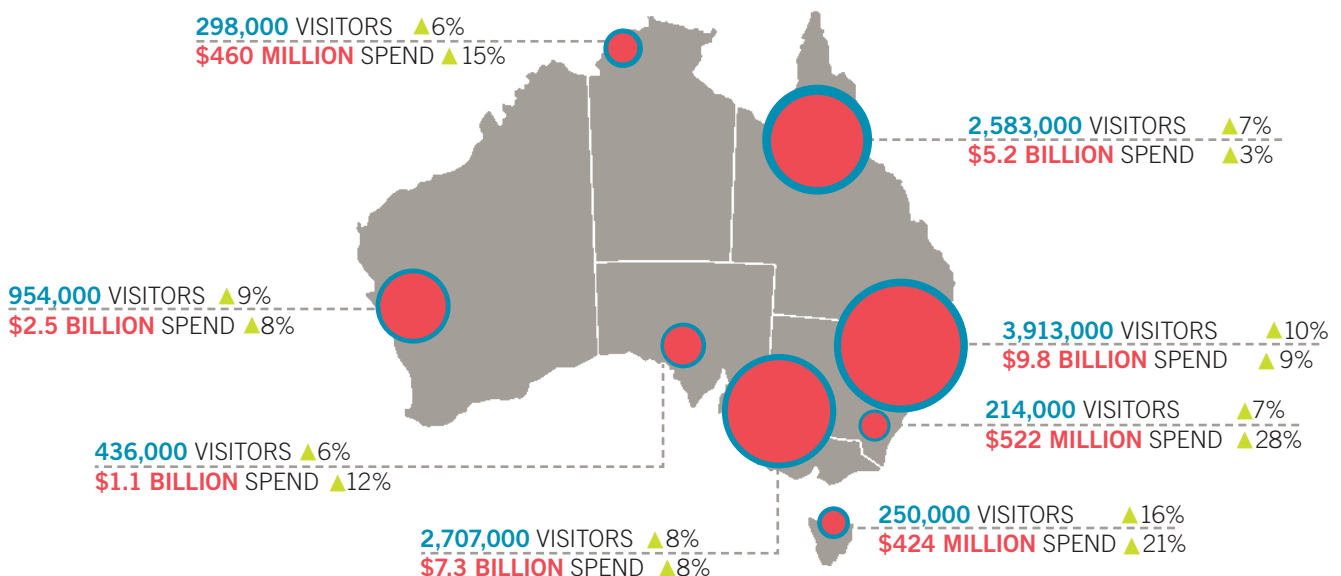 298,000 VISITORS ▲6%
$460 MILLION SPEND ▲15%
2,583,000 VISITORS ▲7%
$5.2 BILLION SPEND ▲3%
954,000 VISITORS ▲9%
$2.5 BILLION SPEND ▲8%
3,913,000 VISITORS ▲10%
$9.8 BILLION SPEND ▲9%
214,000 VISITORS ▲7%
$522 MILLION SPEND ▲28%
436,000 VISITORS ▲6%
$1.1 BILLION SPEND ▲12%
250,000 VISITORS ▲16%
$424 MILLION SPEND ▲21%
2,707,000 VISITORS ▲8%
$7.3 BILLION SPEND ▲8%